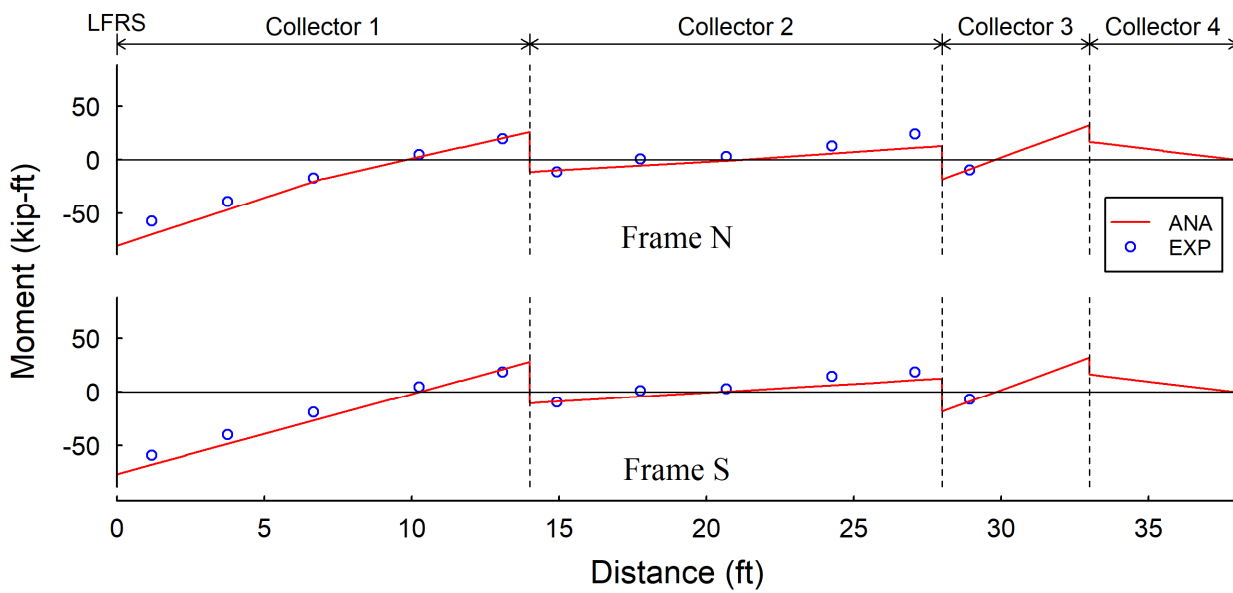 LFRS Collector 1 Collector 2 Collector 3 Collector 4
50
0
-50
Frame N
ANA
EXP
Moment (kip-ft)
50
0
-50
Frame S
0 5 10 15 20 25 30 35
Distance (ft)